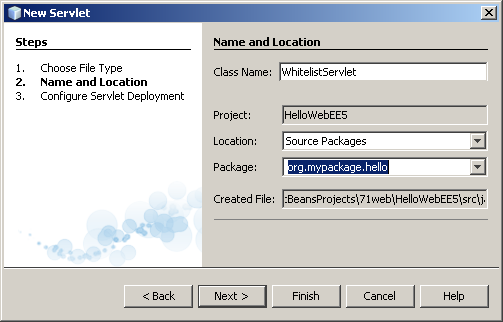 New Servlet
Steps
1. Choose File Type
2. Name and Location
3. Configure Servlet Deployment
Name and Location
Class Name: WhitelistServlet
Project: HelloWebEE5
Location: Source Packages
Package: org.mypackage.hello
Created File: :BeansProjects\71web\HelloWebEE5\src\j
< Back Next > Finish Cancel Help